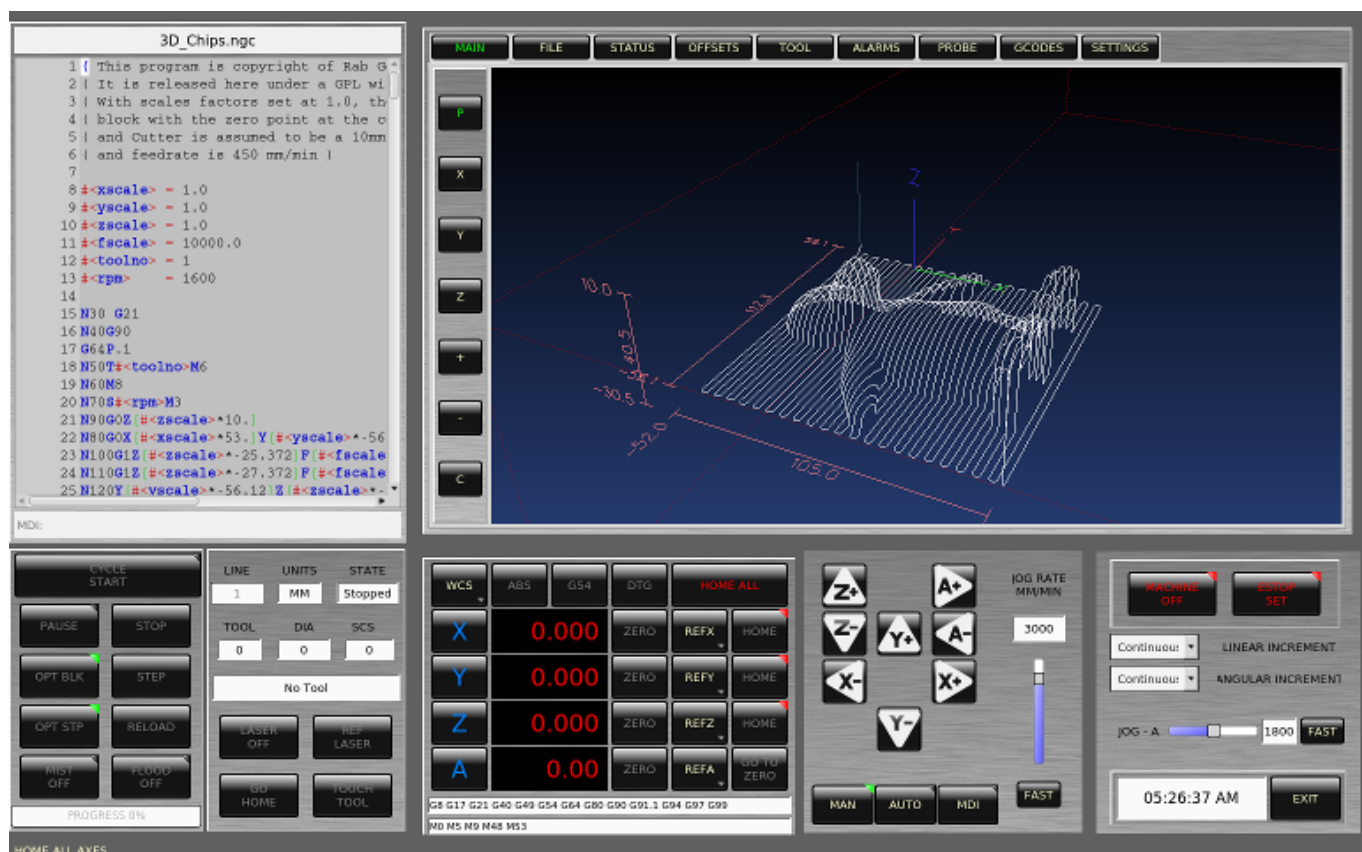 3D_Chips.ngc
1 ( This program is copyright of Rab G
2 ( It is released here under a GPL wi
3 ( With scales factors set at 1.0, th
4 ( block with the zero point at the c
5 ( and Cutter is assumed to be a 10mm
6 ( and feedrate is 450 mm/min )
7
8 #<xscale> = 1.0
9 #<yscale> = 1.0
10 #<zscale> = 1.0
11 #<fscale> = 10000.0
12 #<toolno> = 1
13 #<rpm> = 1600
14
15 N30 G21
16 N40G90
17 G64P.1
18 N50T#<toolno>M6
19 N60M8
20 N70S#<rpm>M3
21 N90G0Z[#<zscale>*10.]
22 N80G0X[#<xscale>*53.]Y[#<yscale>*-56
23 N100G1Z[#<zscale>*-25.372]F[#<fscale
24 N110G1Z[#<zscale>*-27.372]F[#<fscale
25 N120Y[#<yscale>*-56.12]Z[#<zscale>*-
MDI:
MAIN FILE STATUS OFFSETS TOOL ALARMS PROBE GCODES SETTINGS
P
X
Y
Z
+
-
C
Z
Y
10.0
40.5
-30.5
-52.0
105.0
CYCLE
START
PAUSE STOP
OPT BLK STEP
OPT STP RELOAD
MIST
OFF
FLOOD
OFF
PROGRESS 0%
LINE UNITS STATE
1 MM Stopped
TOOL DIA SCS
0 0 0
No Tool
LASER
OFF
REF
LASER
GO
HOME
TOUCH
TOOL
WCS ABS G54 DTG HOME ALL
X 0.000 ZERO REFX HOME
Y 0.000 ZERO REFY HOME
Z 0.000 ZERO REFZ HOME
A 0.00 ZERO REFA GO TO
ZERO
G8 G17 G21 G40 G49 G54 G64 G80 G90 G91.1 G94 G97 G99
M0 M5 M9 M48 M53
Z+ A+
Z- Y+ A-
X- X+
Y-
JOG RATE
MM/MIN
3000
FAST
MAN AUTO MDI
MACHINE
OFF
ESTOP
SET
Continuou: LINEAR INCREMENT
Continuou: ANGULAR INCREMENT
JOG - A 1800 FAST
05:26:37 AM EXIT
HOME ALL AXES